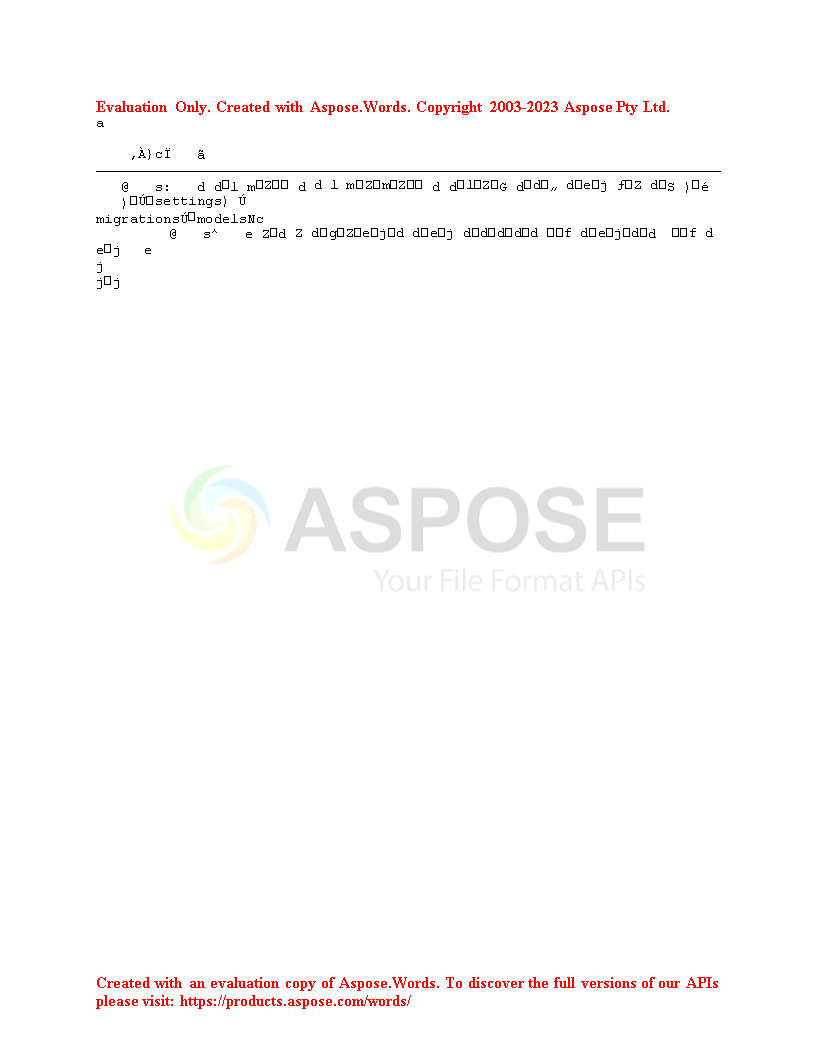 Evaluation Only. Created with Aspose.Words. Copyright 2003-2023 Aspose Pty Ltd.
a
‚À}cÏ ã
@ s: d d□l m□Z□□ d d l m□Z□m□Z□□ d d□l□Z□G d□d□„ d□e□j ƒ□Z d□S )□é
)□Ú□settings) Ú
migrationsÚ□modelsNc
@ s^ e Z□d Z d□g□Z□e□j□d d□e□j d□d□d□d□d □□f d□e□j□d□d □□f d
e□j e
j
j□j
ASPOSE
Your File Format APIs
Created with an evaluation copy of Aspose.Words. To discover the full versions of our APIs
please visit: https://products.aspose.com/words/